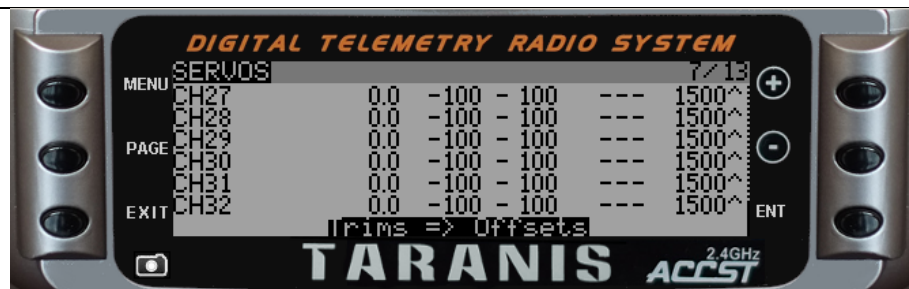 DIGITAL TELEMETRY RADIO SYSTEM
MENU
PAGE
EXIT
SERVOS 7/13
CH27 0.0 -100 - 100 --- 1500^
CH28 0.0 -100 - 100 --- 1500^
CH29 0.0 -100 - 100 --- 1500^
CH30 0.0 -100 - 100 --- 1500^
CH31 0.0 -100 - 100 --- 1500^
CH32 0.0 -100 - 100 --- 1500^
Trims => Offsets
+
-
ENT
TARANIS
2.4GHz
ACCST